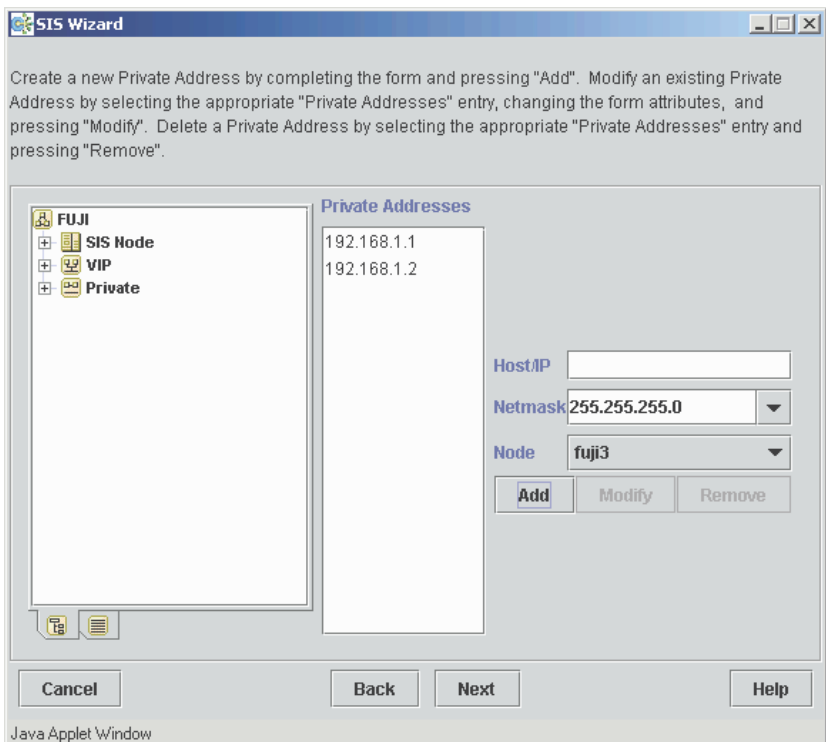 SIS Wizard
Create a new Private Address by completing the form and pressing "Add". Modify an existing Private
Address by selecting the appropriate "Private Addresses" entry, changing the form attributes, and
pressing "Modify". Delete a Private Address by selecting the appropriate "Private Addresses" entry and
pressing "Remove".
FUJI
SIS Node
VIP
Private
Private Addresses
192.168.1.1
192.168.1.2
Host/IP
Netmask 255.255.255.0
Node fuji3
Add Modify Remove
Cancel Back Next Help
Java Applet Window